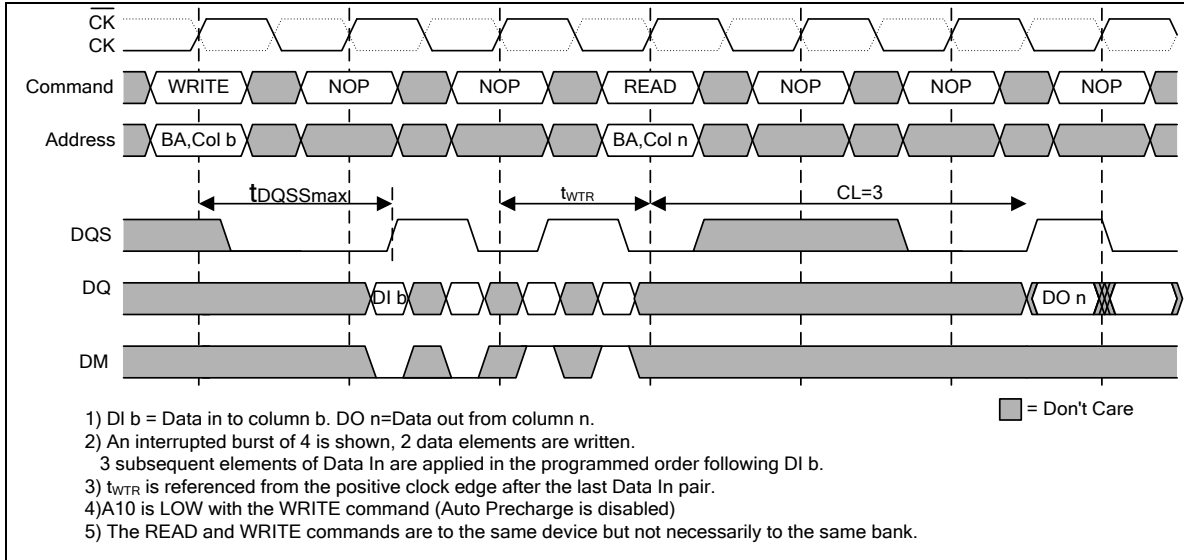 CK
CK
Command WRITE NOP NOP READ NOP NOP NOP
Address BA,Col b BA,Col n
tDQSSmax tWTR CL=3
DQS
DQ DI b DO n
DM
= Don't Care
1) DI b = Data in to column b. DO n=Data out from column n.
2) An interrupted burst of 4 is shown, 2 data elements are written.
3 subsequent elements of Data In are applied in the programmed order following DI b.
3) tWTR is referenced from the positive clock edge after the last Data In pair.
4)A10 is LOW with the WRITE command (Auto Precharge is disabled)
5) The READ and WRITE commands are to the same device but not necessarily to the same bank.